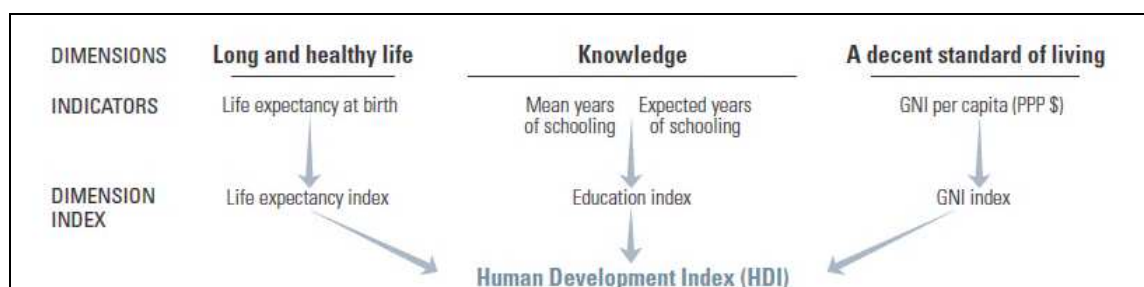 DIMENSIONS Long and healthy life Knowledge A decent standard of living
INDICATORS Life expectancy at birth Mean years Expected years GNI per capita (PPP $)
of schooling of schooling
DIMENSION Life expectancy index Education index GNI index
INDEX
Human Development Index (HDI)